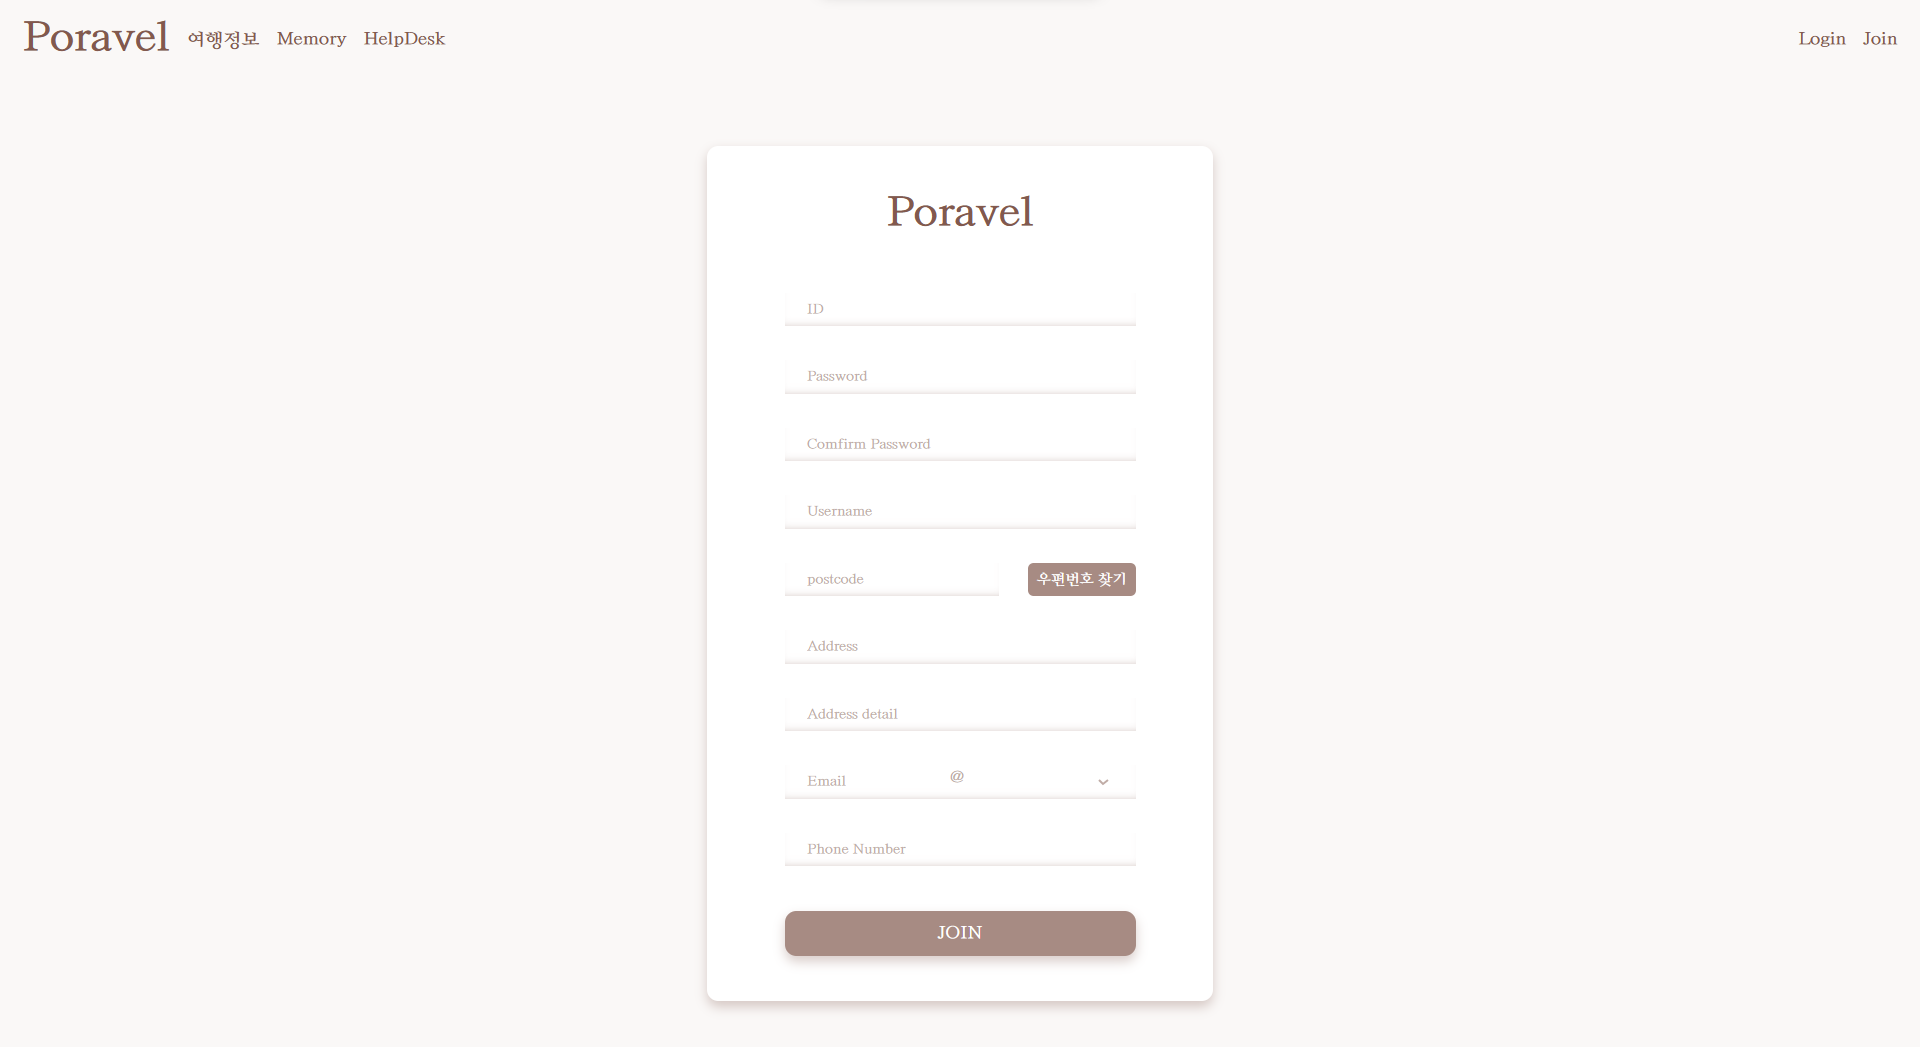 Poravel 여행정보 Memory HelpDesk Login Join
Poravel
ID
Password
Comfirm Password
Username
postcode 우편번호 찾기
Address
Address detail
Email @
Phone Number
JOIN